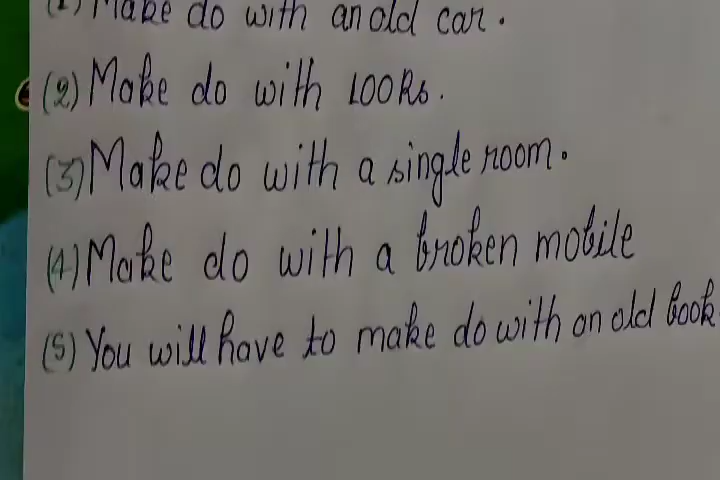 (1) Make do with an old car.
(2) Make do with 100Rs.
(3) Make do with a single room.
(4) Make do with a broken mobile
(5) You will have to make do with an old book